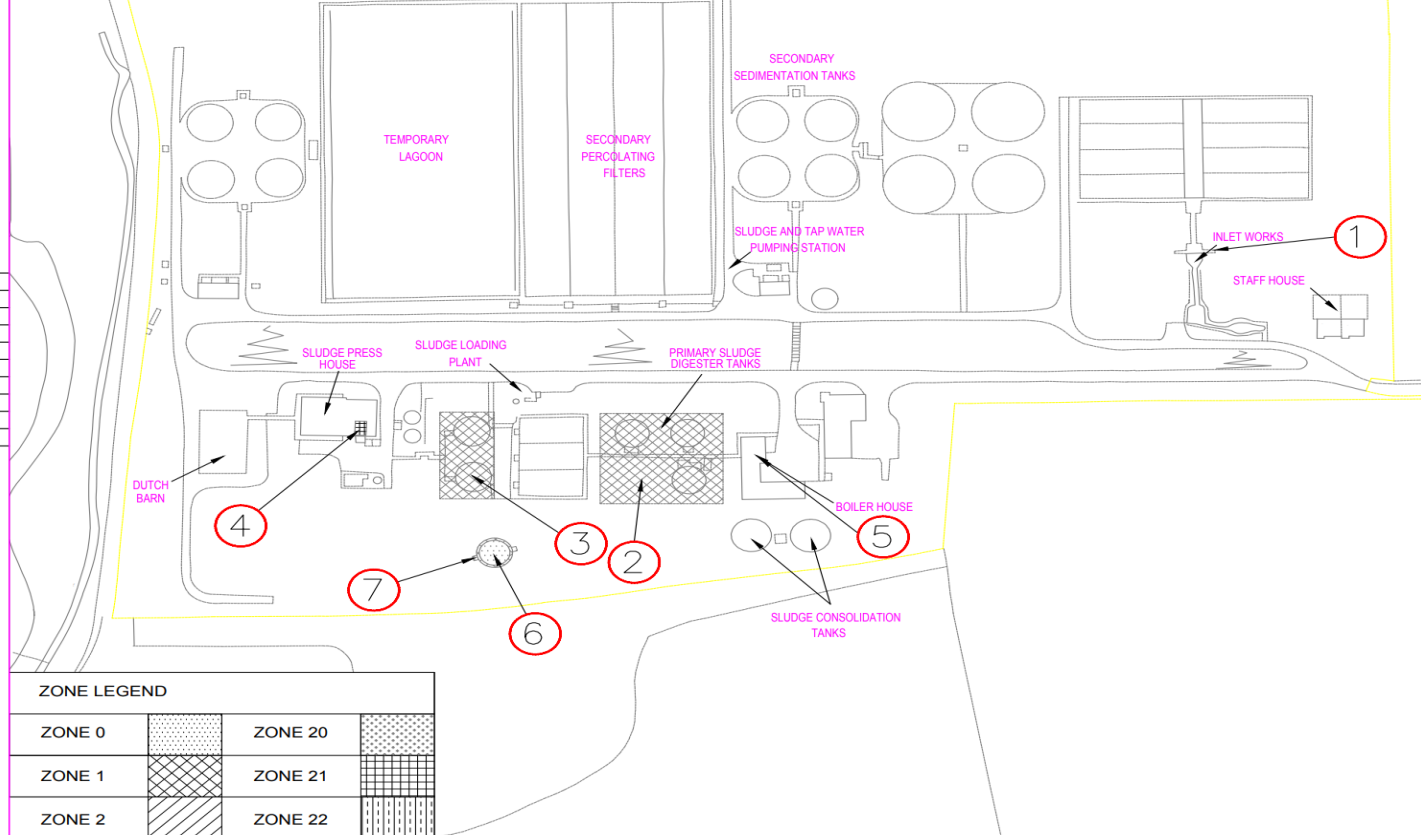 SECONDARY
SEDIMENTATION TANKS
TEMPORARY
LAGOON
SECONDARY
PERCOLATING
FILTERS
SLUDGE AND TAP WATER
PUMPING STATION
INLET WORKS
1
STAFF HOUSE
SLUDGE PRESS
HOUSE
SLUDGE LOADING
PLANT
PRIMARY SLUDGE
DIGESTER TANKS
DUTCH
BARN
BOILER HOUSE
4
3
2
5
7
6
SLUDGE CONSOLIDATION
TANKS
ZONE LEGEND
ZONE 0
ZONE 20
ZONE 1
ZONE 21
ZONE 2
ZONE 22